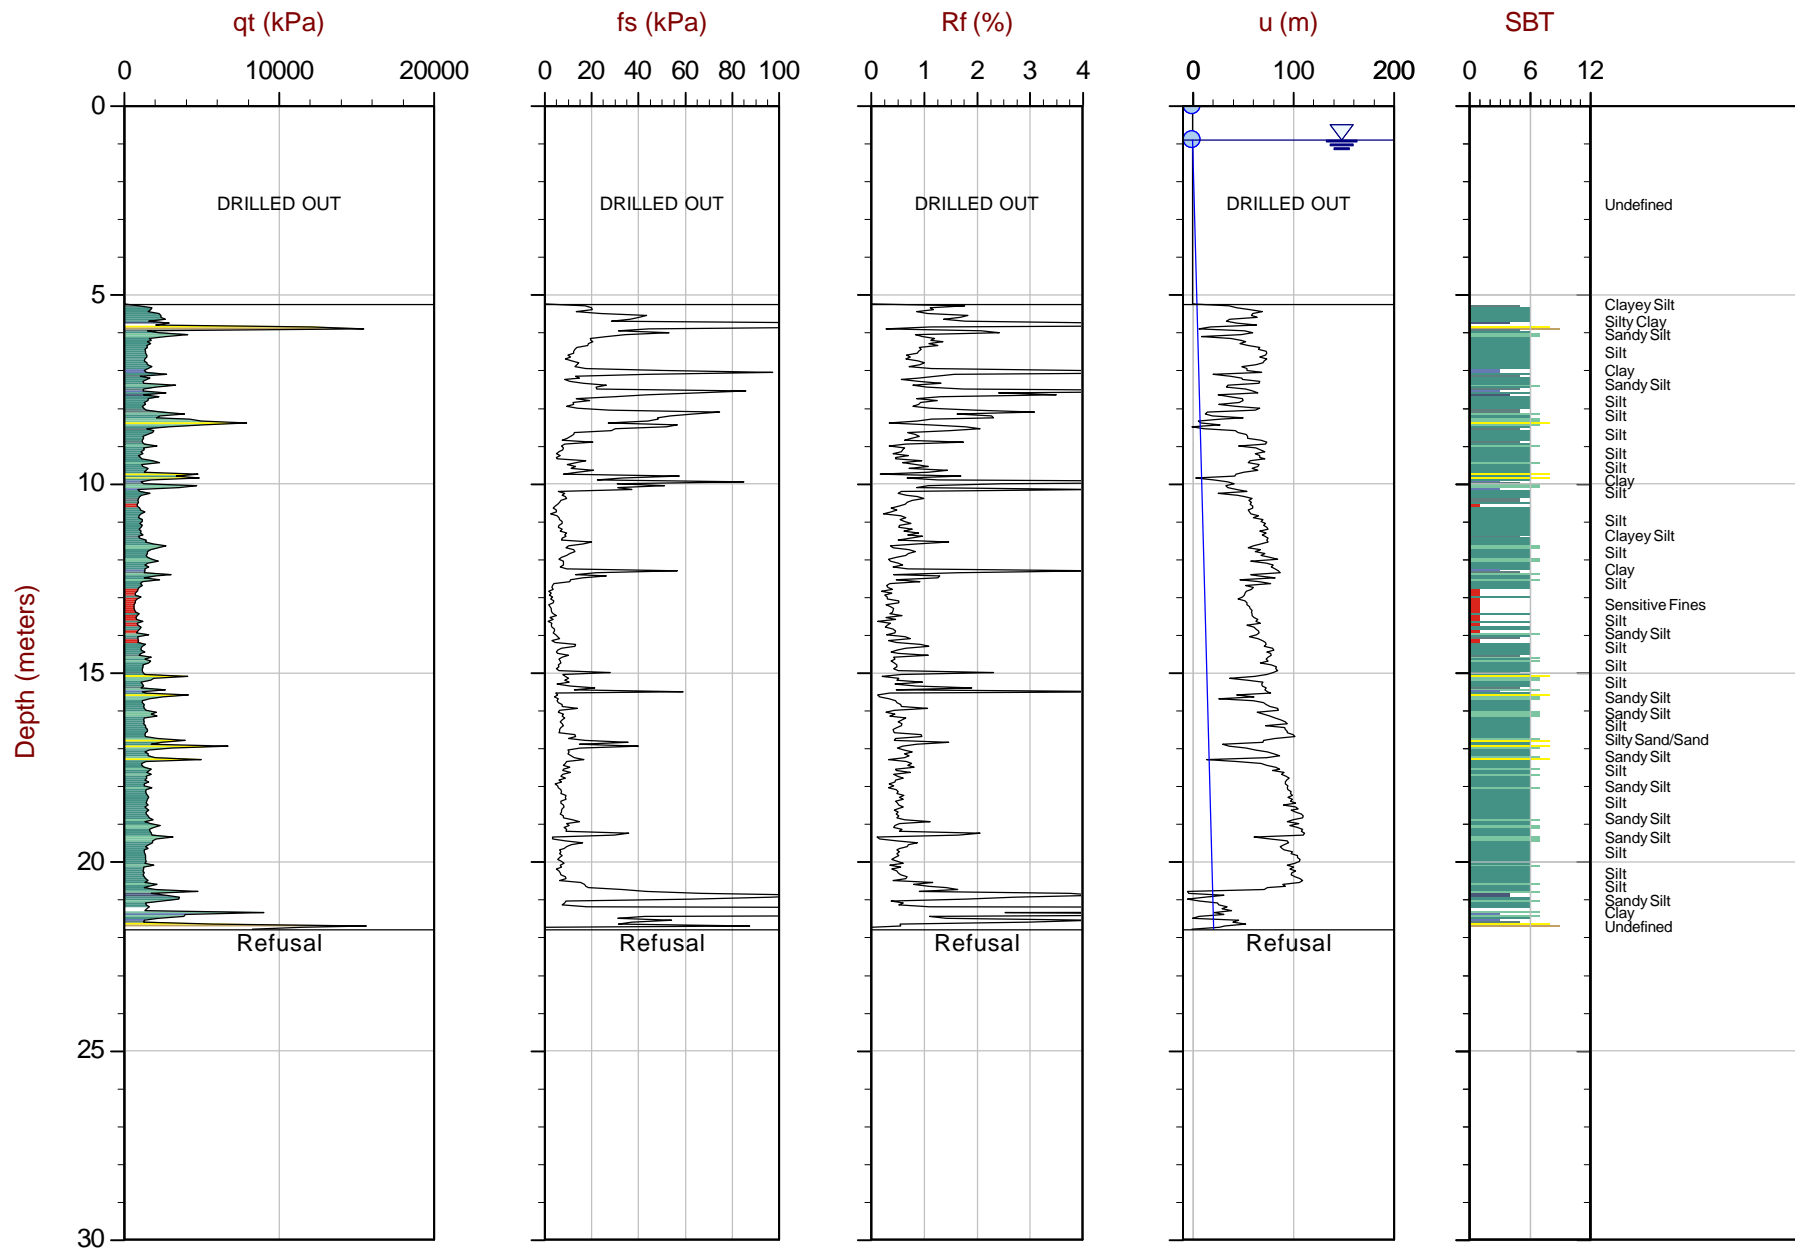 qt (kPa) fs (kPa) Rf (%) u (m) SBT
0 10000 20000 0 20 40 60 80 100 0 1 2 3 4 0 100 200 0 6 12
0
DRILLED OUT DRILLED OUT DRILLED OUT DRILLED OUT Undefined
5
Clayey Silt
Silty Clay
Sandy Silt
Silt
Clay
Sandy Silt
Silt
Silt
Silt
Silt
Silt
Clay
10
Silt
Silt
Clayey Silt
Silt
Clay
Silt
Sensitive Fines
Silt
Sandy Silt
Silt
Silt
15
Silt
Sandy Silt
Sandy Silt
Silt
Silty Sand/Sand
Sandy Silt
Silt
Sandy Silt
Silt
Sandy Silt
Sandy Silt
Silt
20
Silt
Silt
Sandy Silt
Clay
Undefined
Refusal Refusal Refusal Refusal
25
30
Depth (meters)